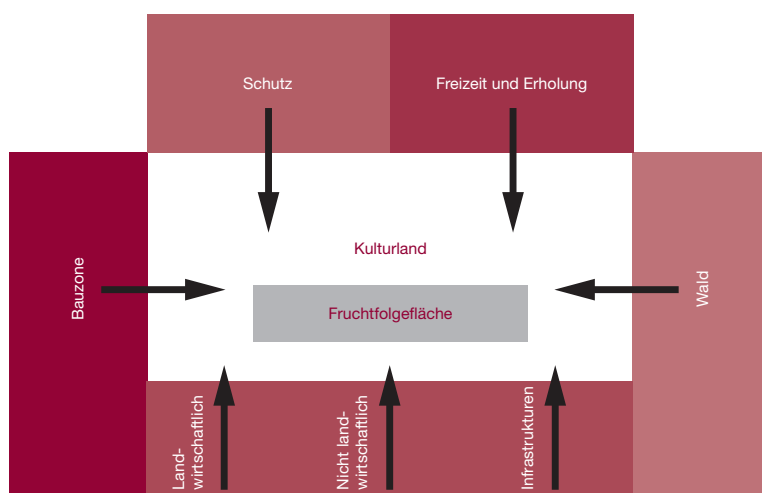 Schutz
Freizeit und Erholung
Kulturland
Bauzone
Wald
Fruchtfolgefläche
Land-
wirtschaftlich
Nicht land-
wirtschaftlich
Infrastrukturen